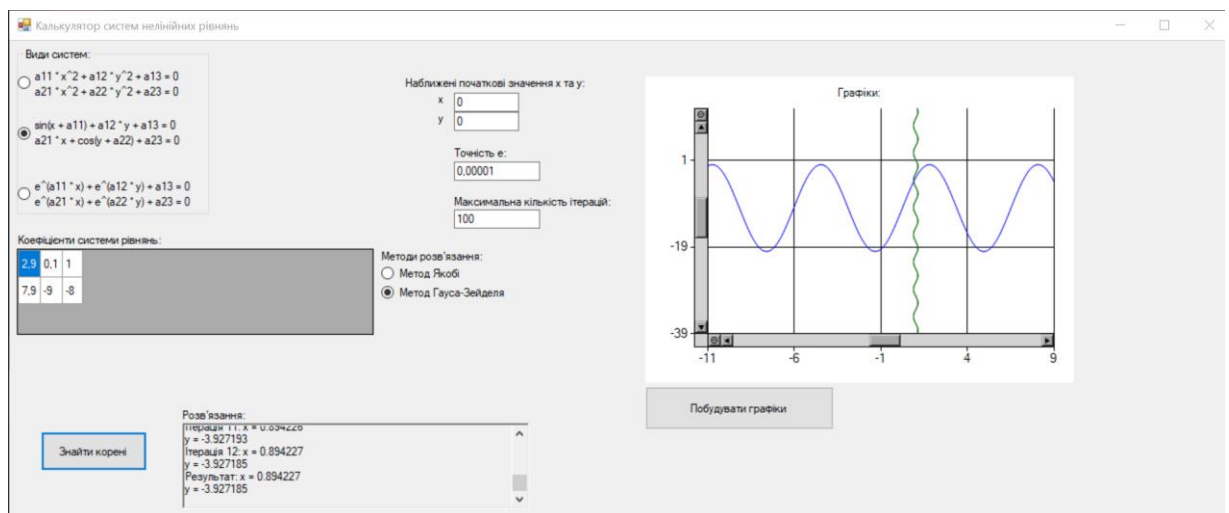 Калькулятор систем нелінійних рівнянь
Види систем:
a11 * x^2 + a12 * y^2 + a13 = 0
a21 * x^2 + a22 * y^2 + a23 = 0
sin(x + a11) + a12 * y + a13 = 0
a21 * x + cos(y + a22) + a23 = 0
e^(a11 * x) + e^(a12 * y) + a13 = 0
e^(a21 * x) + e^(a22 * y) + a23 = 0
Коефіцієнти системи рівнянь:
2,9 0,1 1
7,9 -9 -8
Наближені початкові значення x та y:
x 0
y 0
Точність e:
0,00001
Максимальна кількість ітерацій:
100
Методи розв'язання:
Метод Якобі
Метод Гауса-Зейделя
Графіки:
1
-19
-39
-11 -6 -1 4 9
Побудувати графіки
Знайти корені
Розв'язання:
Ітерація 11: x = 0.894226
y = -3.927193
Ітерація 12: x = 0.894227
y = -3.927185
Результат: x = 0.894227
y = -3.927185